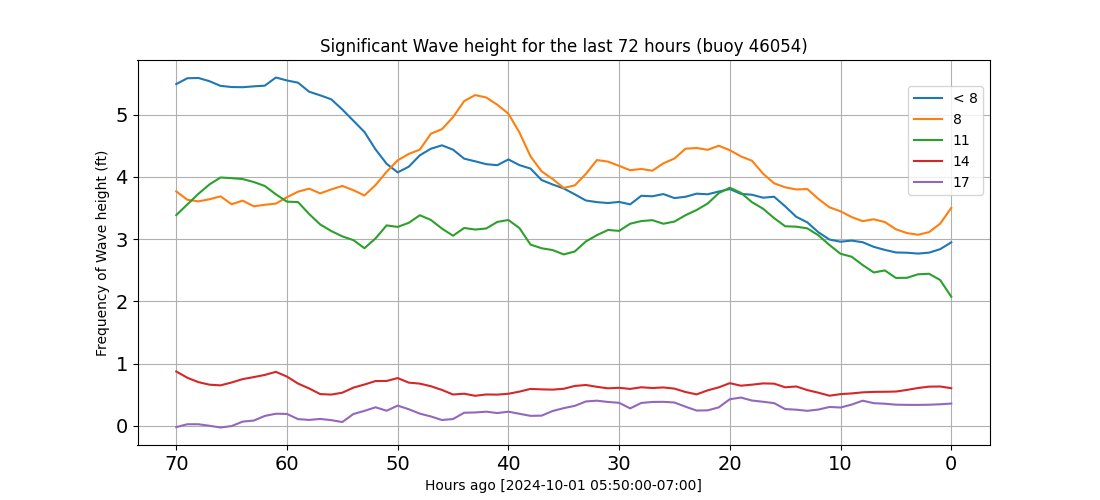 Significant Wave height for the last 72 hours (buoy 46054)
Frequency of Wave height (ft)
5
4
3
2
1
0
< 8
8
11
14
17
70 60 50 40 30 20 10 0
Hours ago [2024-10-01 05:50:00-07:00]